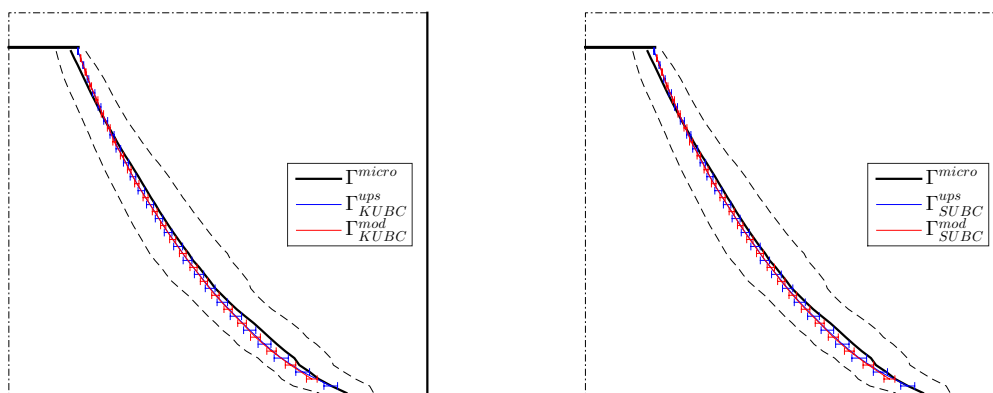 Γ^{micro}
Γ^{ups}_{KUBC}
Γ^{mod}_{KUBC}
Γ^{micro}
Γ^{ups}_{SUBC}
Γ^{mod}_{SUBC}